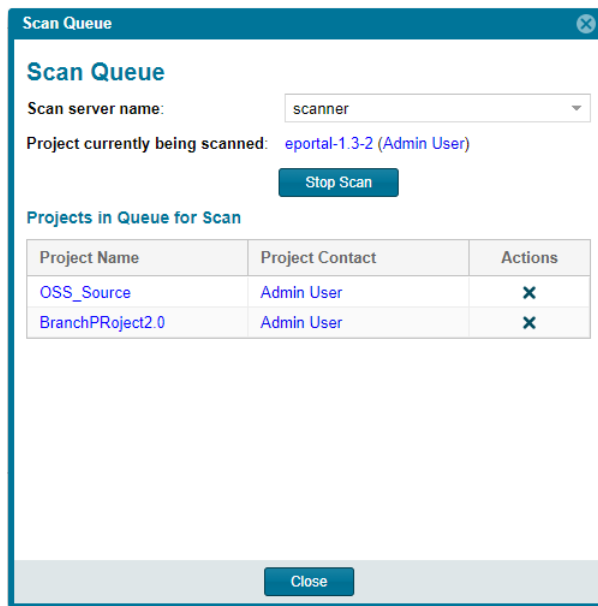 Scan Queue
Scan Queue
Scan server name: scanner
Project currently being scanned: eportal-1.3-2 (Admin User)
Stop Scan
Projects in Queue for Scan
Project Name Project Contact Actions
OSS_Source Admin User
BranchPRoject2.0 Admin User
Close